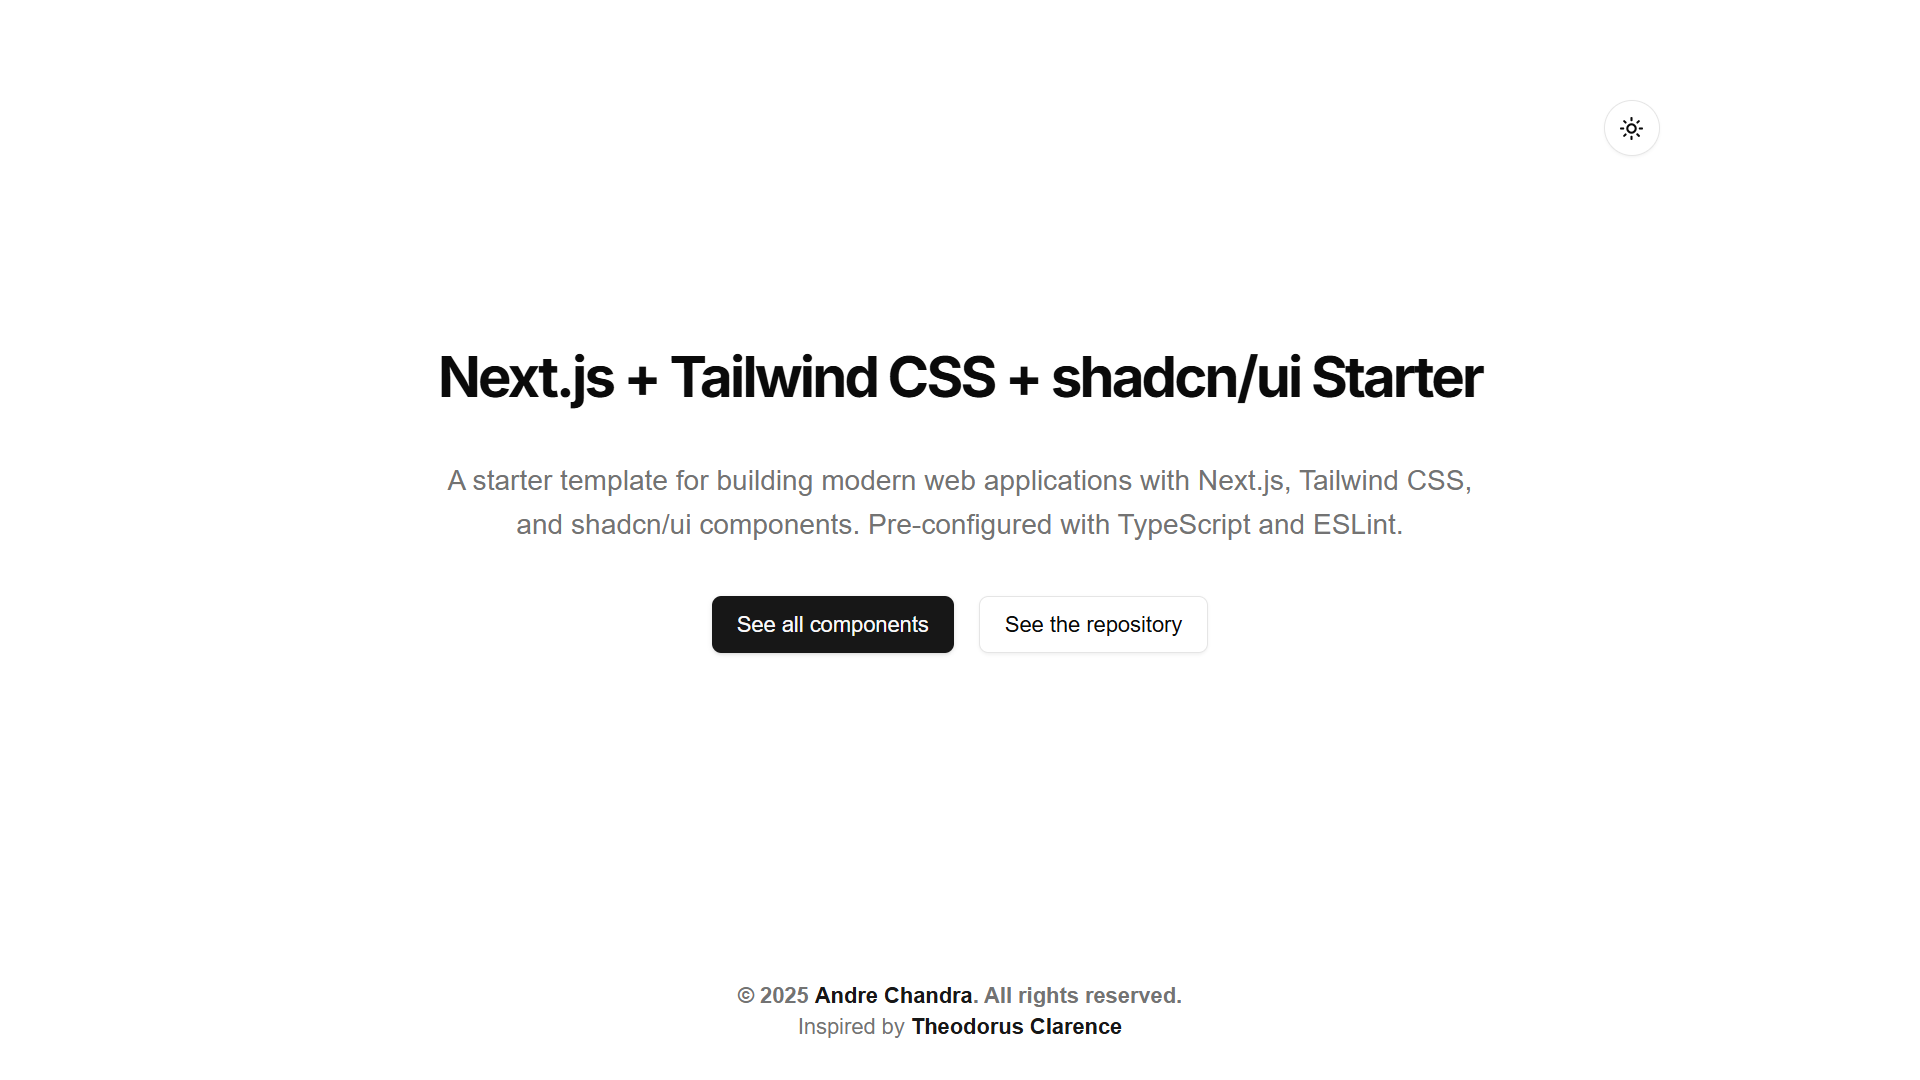 Next.js + Tailwind CSS + shadcn/ui Starter
A starter template for building modern web applications with Next.js, Tailwind CSS,
and shadcn/ui components. Pre-configured with TypeScript and ESLint.
See all components
See the repository
© 2025 Andre Chandra. All rights reserved.
Inspired by Theodorus Clarence